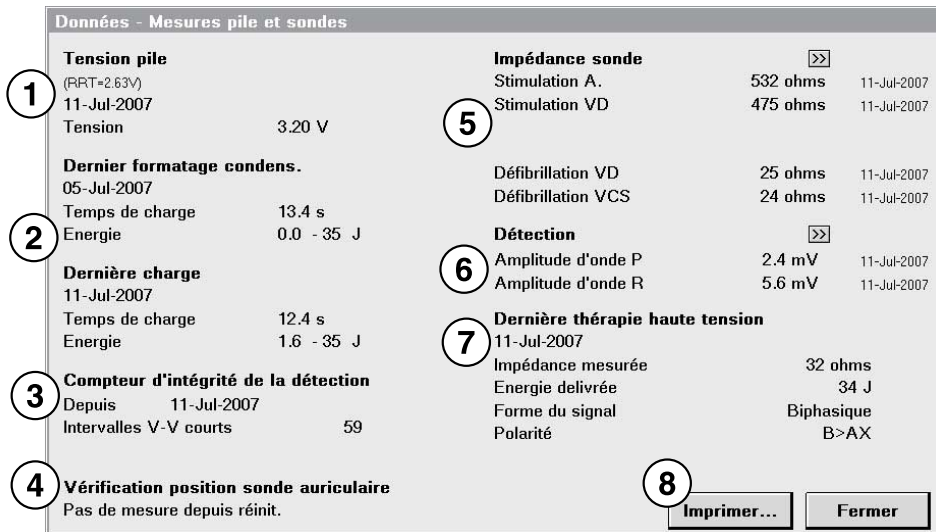 Données - Mesures pile et sondes
1
Tension pile
(RRT=2.63V)
11-Jul-2007
Tension 3.20 V
2
Dernier formatage condens.
05-Jul-2007
Temps de charge 13.4 s
Energie 0.0 - 35 J
Dernière charge
11-Jul-2007
Temps de charge 12.4 s
Energie 1.6 - 35 J
3
Compteur d'intégrité de la détection
Depuis 11-Jul-2007
Intervalles V-V courts 59
4
Vérification position sonde auriculaire
Pas de mesure depuis réinit.
5
Impédance sonde >>
Stimulation A. 532 ohms 11-Jul-2007
Stimulation VD 475 ohms 11-Jul-2007
Défibrillation VD 25 ohms 11-Jul-2007
Défibrillation VCS 24 ohms 11-Jul-2007
6
Détection >>
Amplitude d'onde P 2.4 mV 11-Jul-2007
Amplitude d'onde R 5.6 mV 11-Jul-2007
7
Dernière thérapie haute tension
11-Jul-2007
Impédance mesurée 32 ohms
Energie delivrée 34 J
Forme du signal Biphasique
Polarité B>AX
8
Imprimer... Fermer